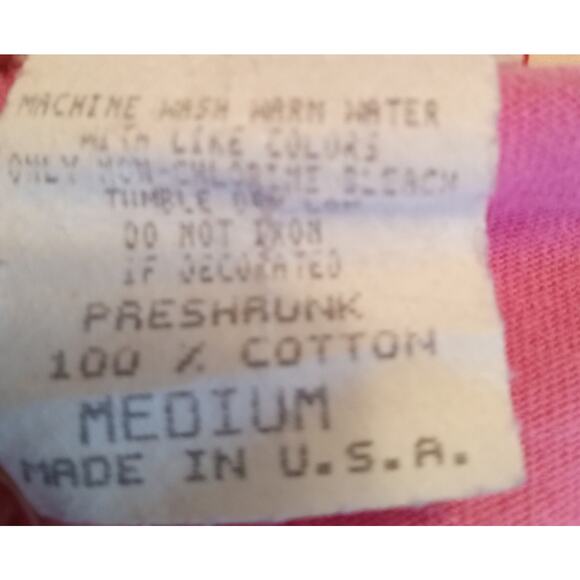 MACHINE WASH WARM WATER
WITH LIKE COLORS
ONLY NON-CHLORINE BLEACH
TUMBLE DRY LOW
DO NOT IRON
IF DECORATED
PRESHRUNK
100 % COTTON
MEDIUM
MADE IN U.S.A.